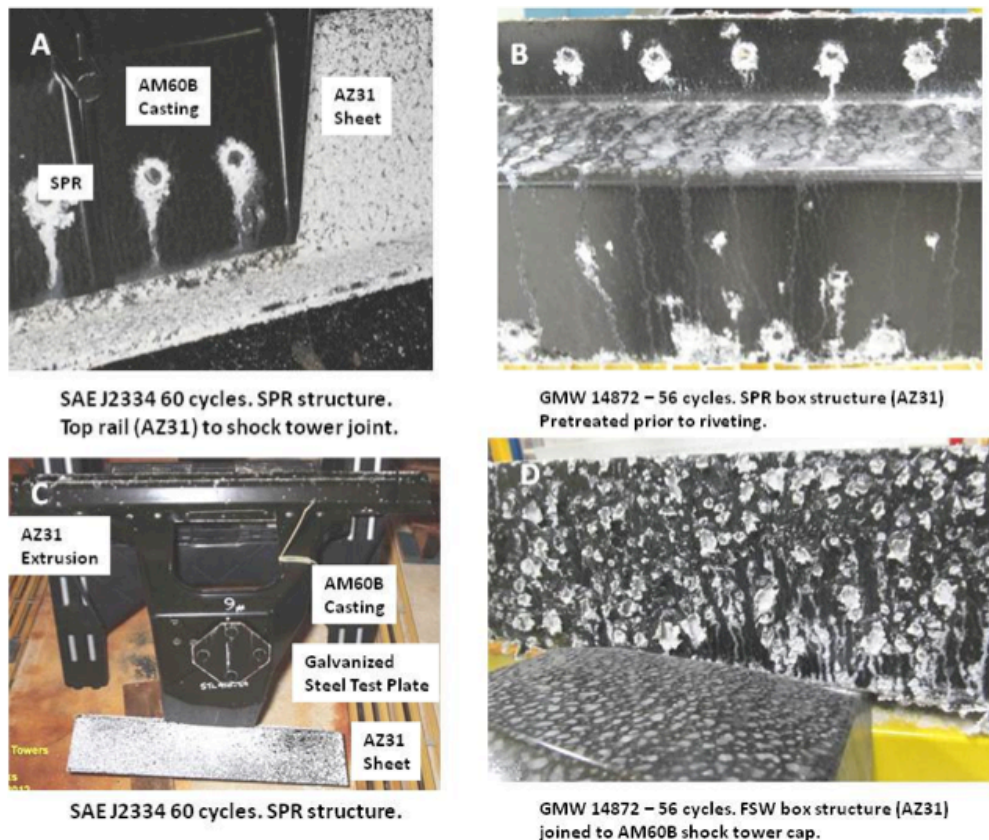 A
AM60B
Casting
AZ31
Sheet
SPR
SAE J2334 60 cycles. SPR structure.
Top rail (AZ31) to shock tower joint.
B
GMW 14872 – 56 cycles. SPR box structure (AZ31)
Pretreated prior to riveting.
C
AZ31
Extrusion
AM60B
Casting
Galvanized
Steel Test Plate
AZ31
Sheet
Towers
SAE J2334 60 cycles. SPR structure.
D
GMW 14872 – 56 cycles. FSW box structure (AZ31)
joined to AM60B shock tower cap.